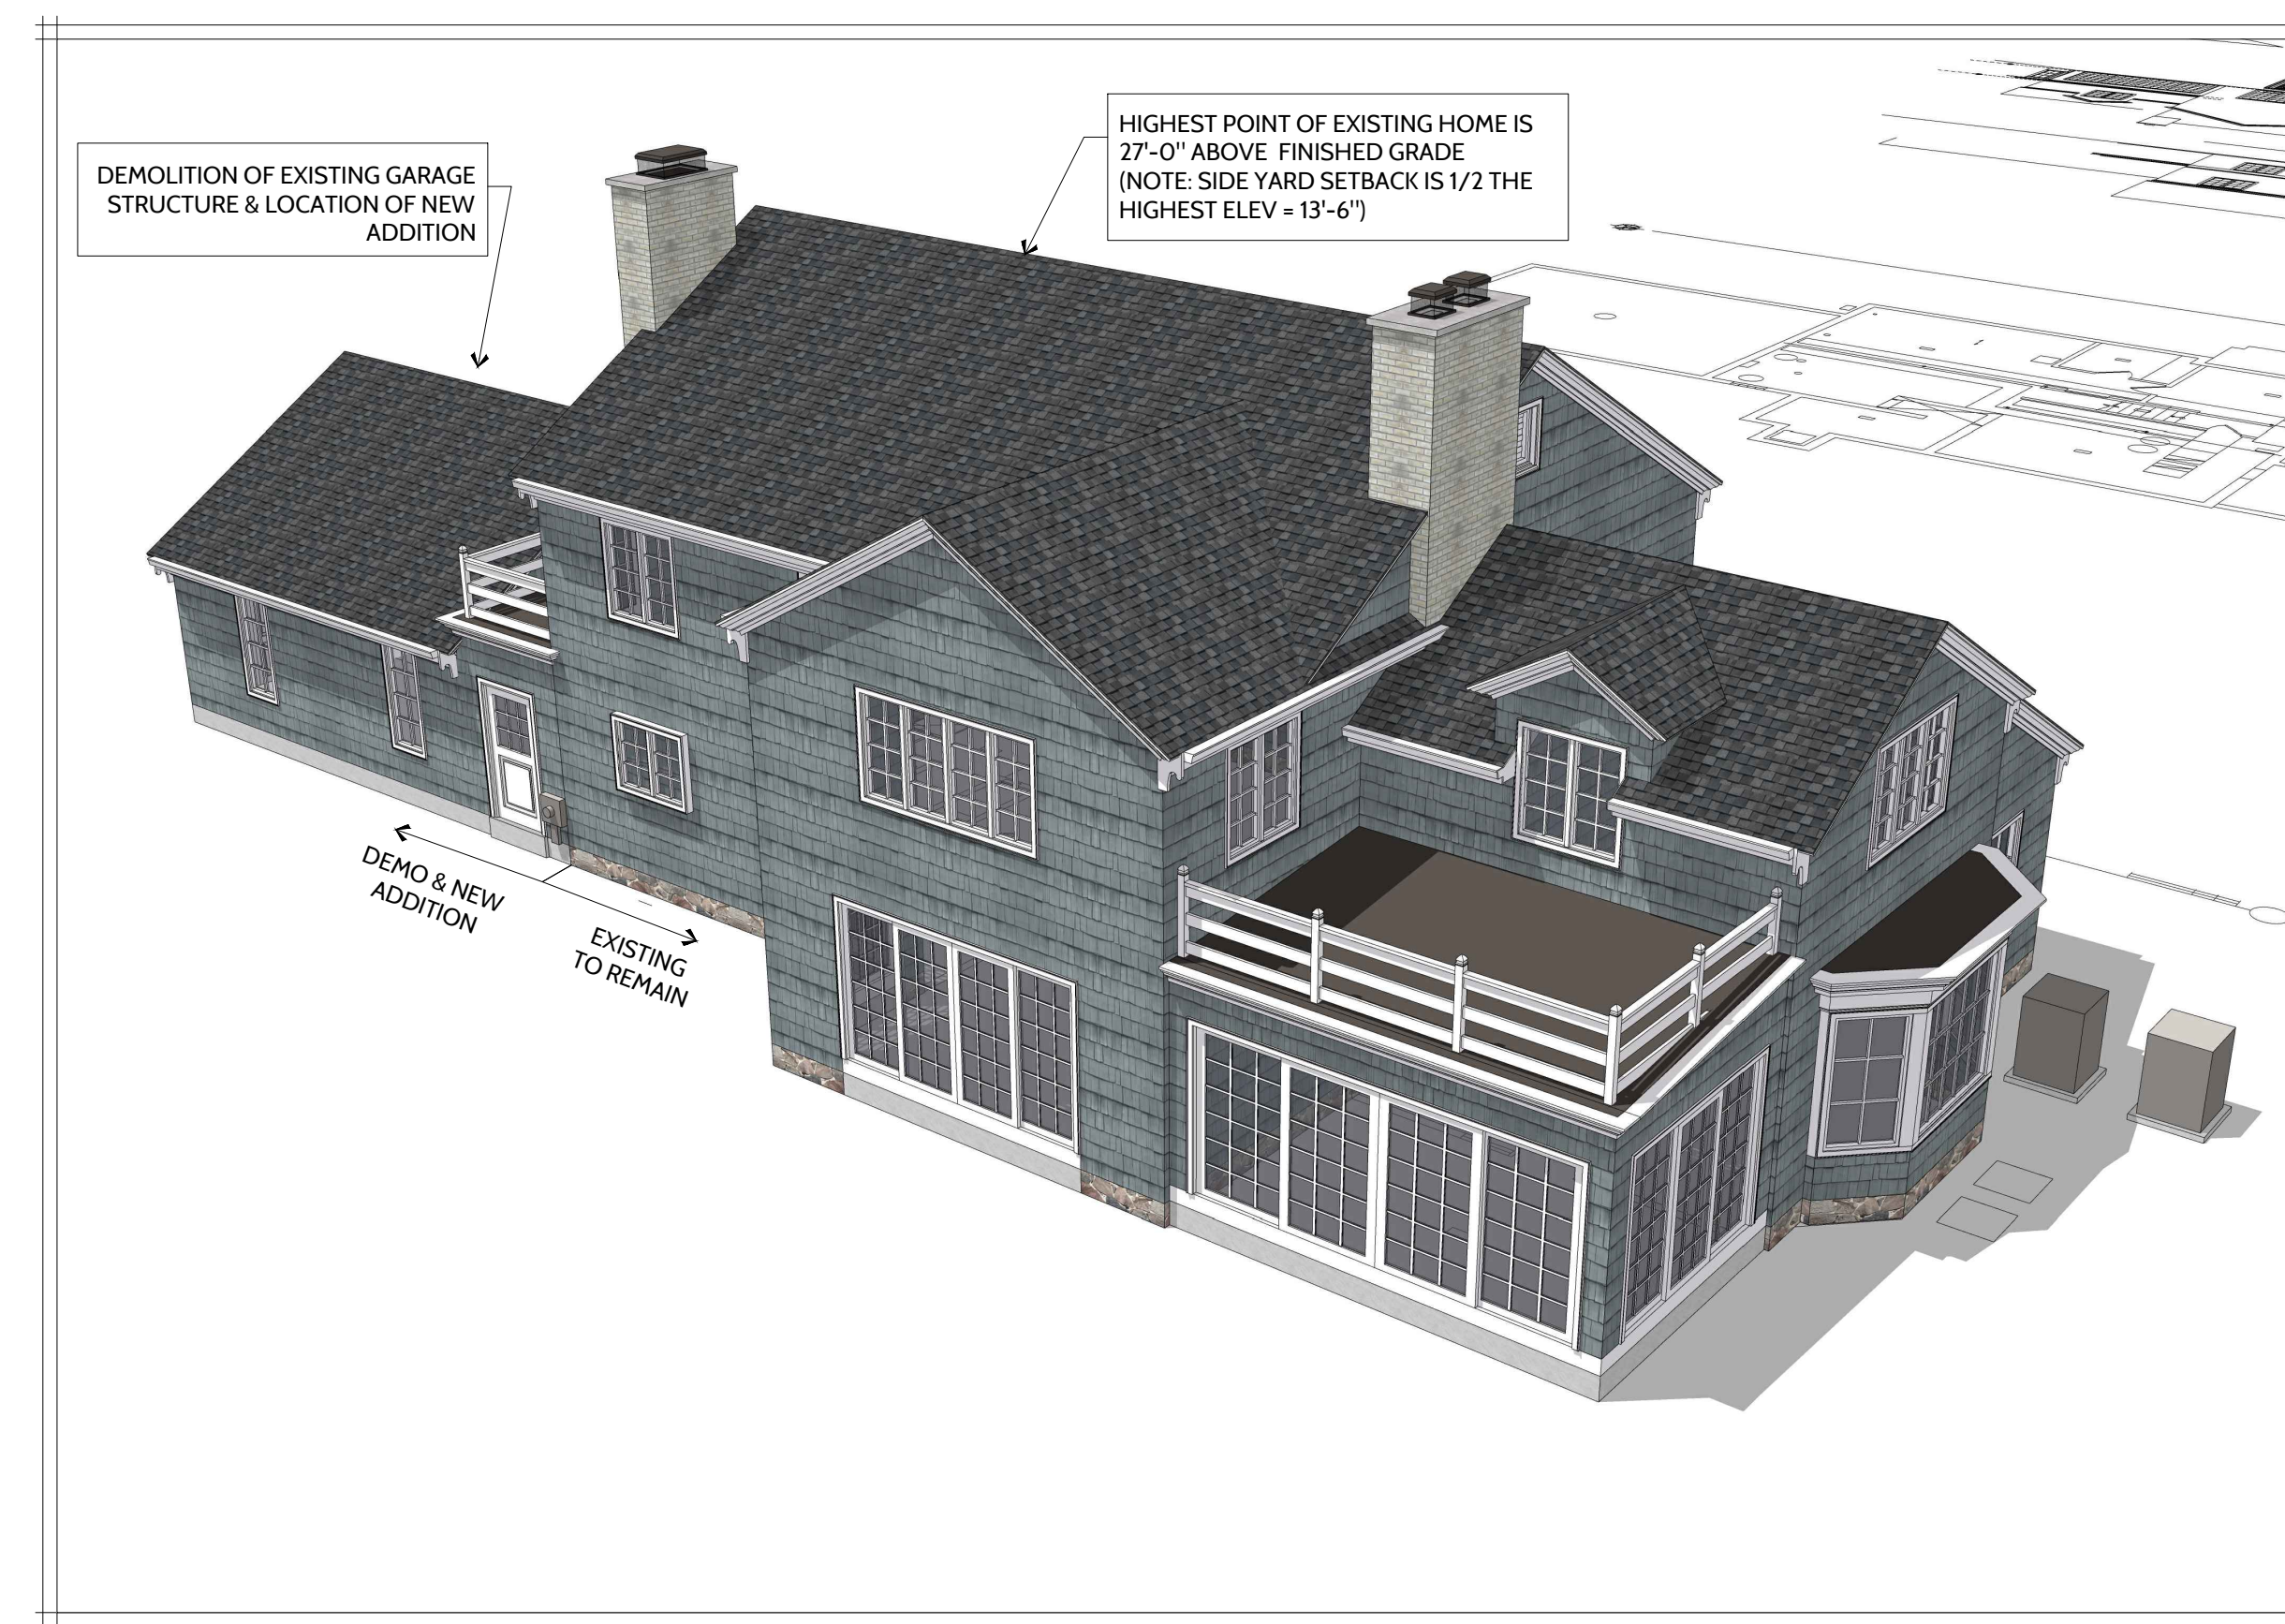 DEMOLITION OF EXISTING GARAGE
STRUCTURE & LOCATION OF NEW
ADDITION
HIGHEST POINT OF EXISTING HOME IS
27'-0" ABOVE FINISHED GRADE
(NOTE: SIDE YARD SETBACK IS 1/2 THE
HIGHEST ELEV = 13'-6")
DEMO & NEW
ADDITION
EXISTING
TO REMAIN